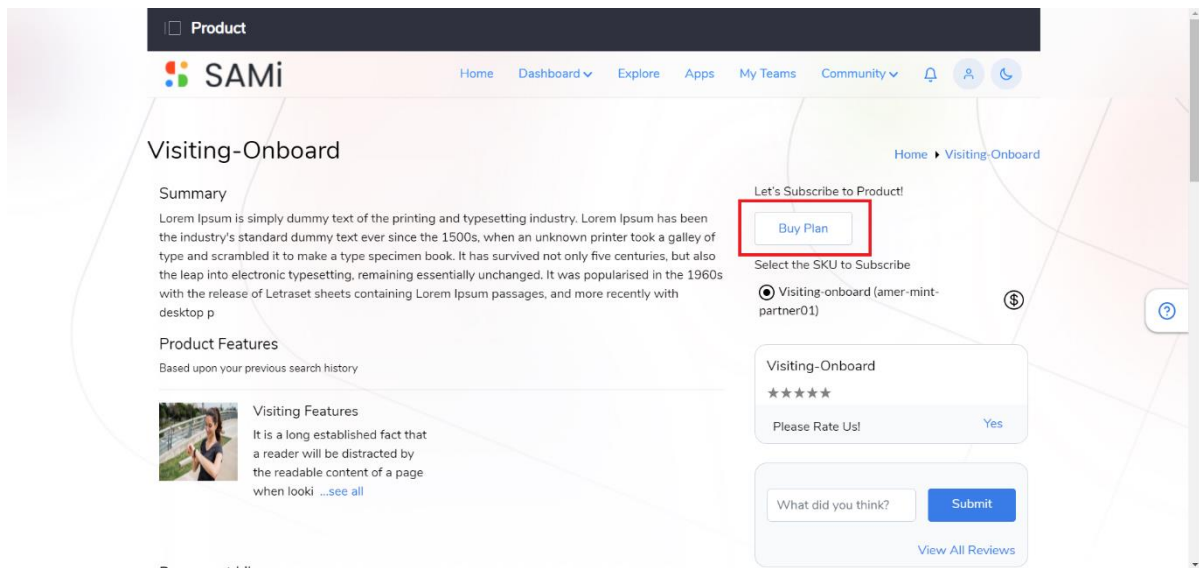 Product
SAMi
Home Dashboard Explore Apps My Teams Community
Visiting-Onboard
Home Visiting-Onboard
Summary
Lorem Ipsum is simply dummy text of the printing and typesetting industry. Lorem Ipsum has been
the industry's standard dummy text ever since the 1500s, when an unknown printer took a galley of
type and scrambled it to make a type specimen book. It has survived not only five centuries, but also
the leap into electronic typesetting, remaining essentially unchanged. It was popularised in the 1960s
with the release of Letraset sheets containing Lorem Ipsum passages, and more recently with
desktop p
Product Features
Based upon your previous search history
Visiting Features
It is a long established fact that
a reader will be distracted by
the readable content of a page
when looki ...see all
Let's Subscribe to Product!
Buy Plan
Select the SKU to Subscribe
Visiting-onboard (amer-mint-
partner01)
Visiting-Onboard
Please Rate Us! Yes
What did you think? Submit
View All Reviews